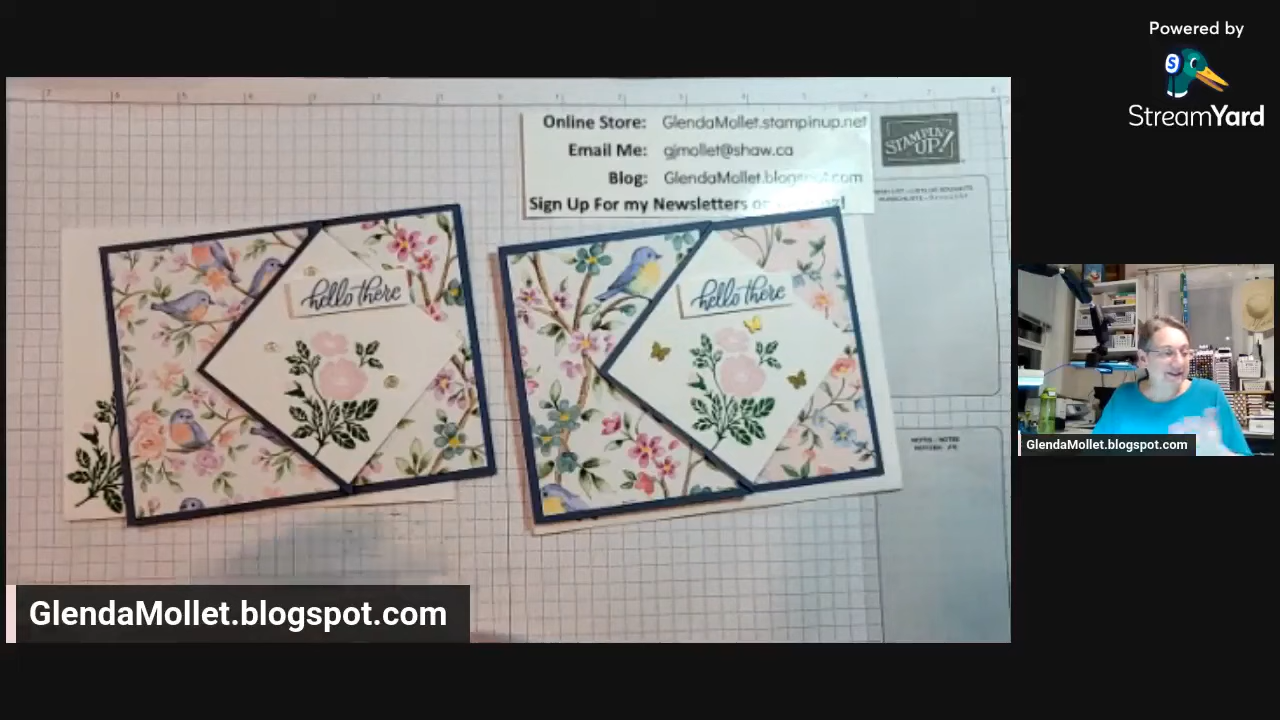 Powered by
S
StreamYard
Online Store: GlendaMollet.stampinup.net
Email Me: gjmollet@shaw.ca
Blog: GlendaMollet.blogspot.com
Sign Up For my Newsletters
STAMPIN' UP!
hello there
hello there
GlendaMollet.blogspot.com
GlendaMollet.blogspot.com